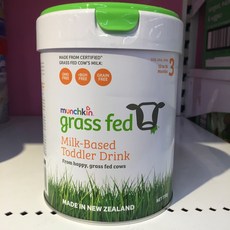 MADE FROM CERTIFIED*
GRASS FED COW'S MILK:
3
munchkin.
grass fed
Milk-Based
Toddler Drink
From happy, grass fed cows
MADE IN NEW ZEALAND